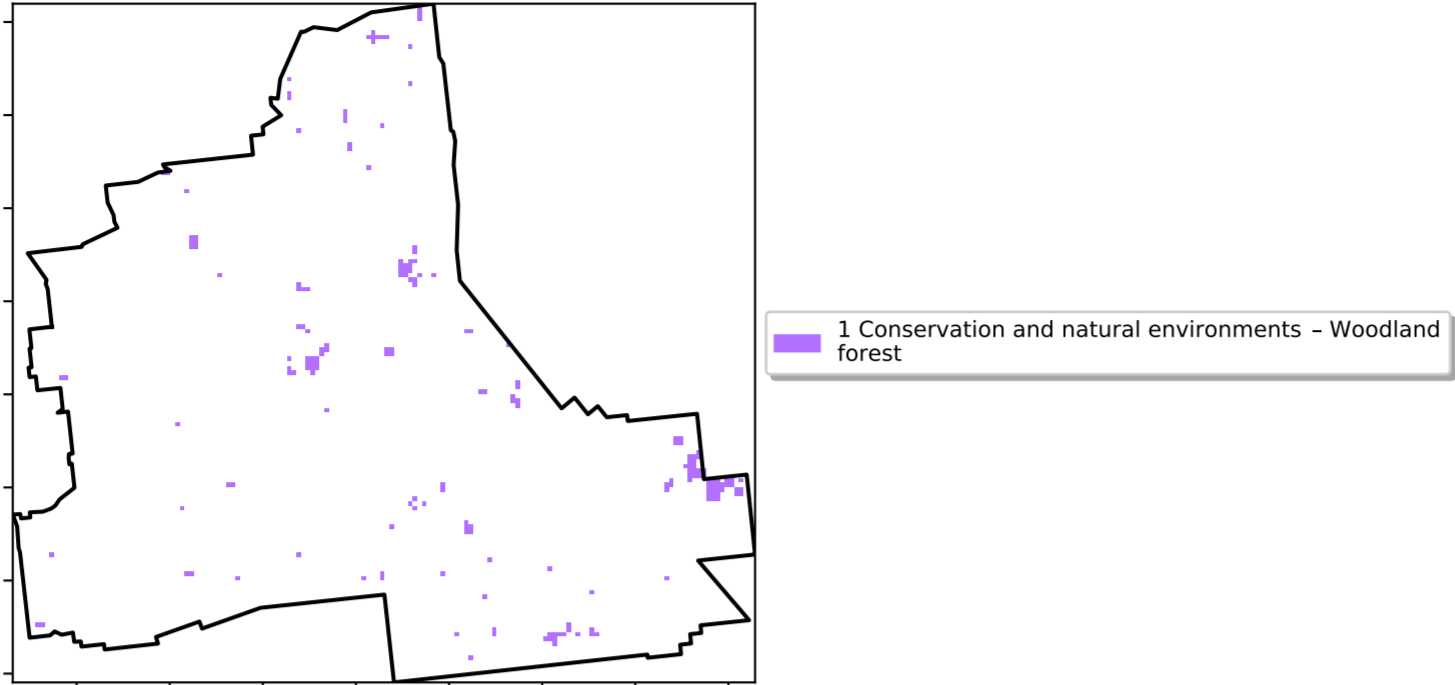 1 Conservation and natural environments – Woodland
forest